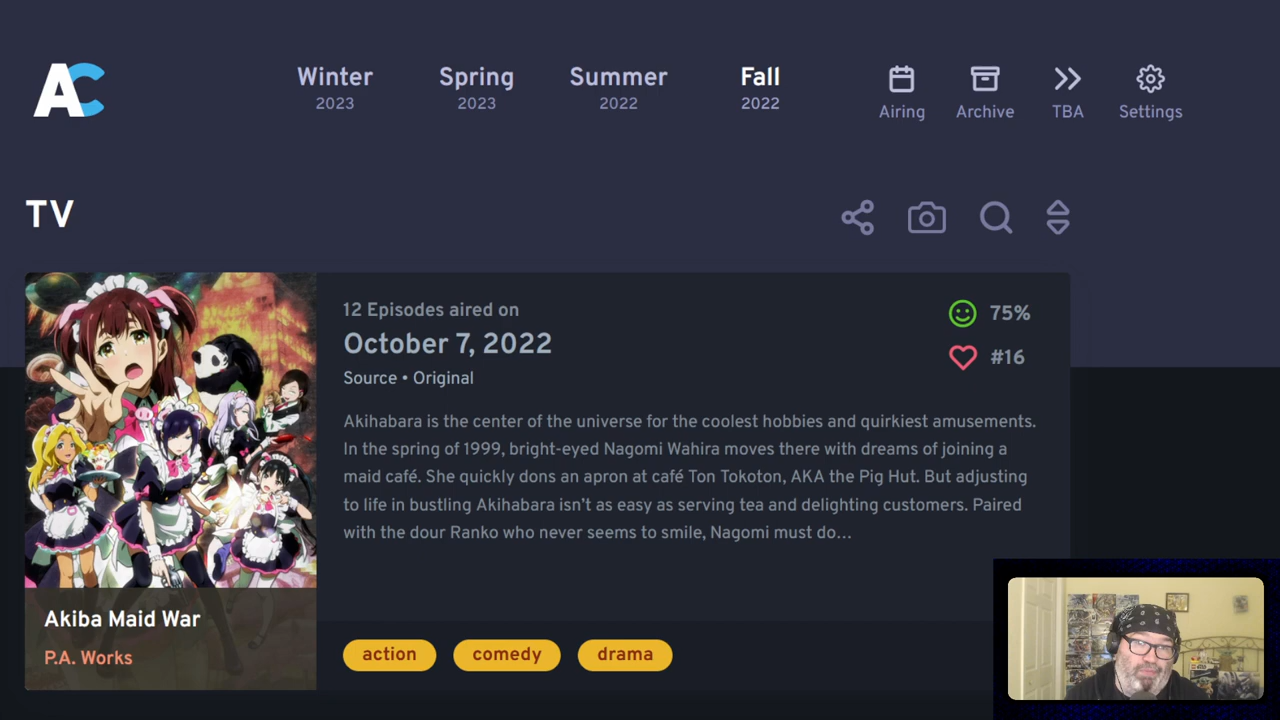 AC
Winter
2023
Spring
2023
Summer
2022
Fall
2022
Airing
Archive
TBA
Settings
TV
12 Episodes aired on
October 7, 2022
Source • Original
75%
#16
Akihabara is the center of the universe for the coolest hobbies and quirkiest amusements.
In the spring of 1999, bright-eyed Nagomi Wahira moves there with dreams of joining a
maid café. She quickly dons an apron at café Ton Tokoton, AKA the Pig Hut. But adjusting
to life in bustling Akihabara isn't as easy as serving tea and delighting customers. Paired
with the dour Ranko who never seems to smile, Nagomi must do…
Akiba Maid War
P.A. Works
action
comedy
drama